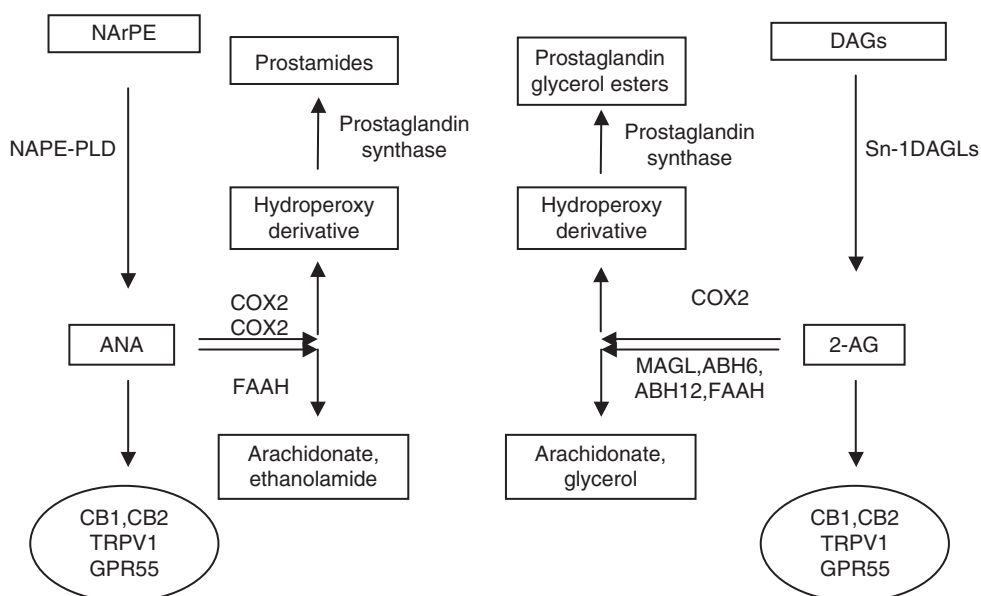 NArPE
DAGs
Prostamides
Prostaglandin
glycerol esters
Prostaglandin
synthase
Prostaglandin
synthase
NAPE-PLD
Sn-1DAGLs
Hydroperoxy
derivative
Hydroperoxy
derivative
COX2
COX2
COX2
ANA
2-AG
FAAH
MAGL,ABH6,
ABH12,FAAH
Arachidonate,
ethanolamide
Arachidonate,
glycerol
CB1,CB2
TRPV1
GPR55
CB1,CB2
TRPV1
GPR55